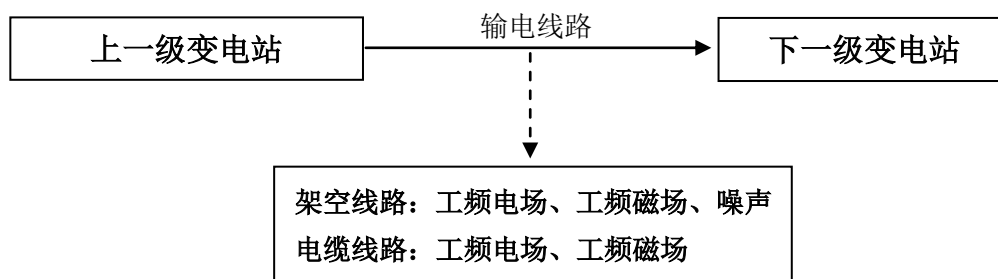 输电线路
上一级变电站
下一级变电站
架空线路：工频电场、工频磁场、噪声
电缆线路：工频电场、工频磁场